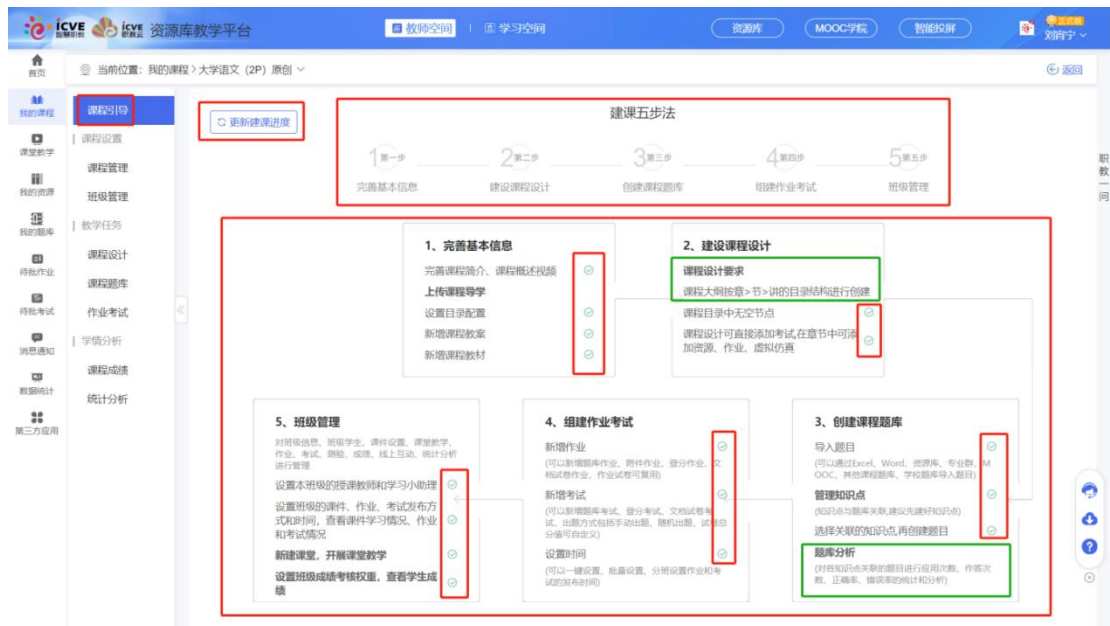 icve 智慧职教 icve 职教云 资源库教学平台
教师空间 | 学习空间
资源库 MOOC学院 智能投屏
正式版
刘肖宁
首页
当前位置：我的课程>大学语文（2P）原创
返回
我的课程
课堂教学
我的资源
我的题库
待批作业
待批考试
消息通知
数据统计
第三方应用
课程引导
课程设置
课程管理
班级管理
教学任务
课程设计
课程题库
作业考试
学情分析
课程成绩
统计分析
更新建课进度
建课五步法
1 第一步 2 第二步 3 第三步 4 第四步 5 第五步
完善基本信息 建设课程设计 创建课程题库 组建作业考试 班级管理
1、完善基本信息
完善课程简介、课程概述视频
上传课程导学
设置目录配置
新增课程教案
新增课程教材
2、建设课程设计
课程设计要求
课程大纲按章>节>讲的目录结构进行创建
课程目录中无空节点
课程设计可直接添加考试,在章节中可添
加资源、作业、虚拟仿真
5、班级管理
对班级信息、班级学生、课件设置、课堂教学、
作业、考试、测验、成绩、线上互动、统计分析
进行管理
设置本班级的授课教师和学习小助理
设置班级的课件、作业、考试发布方
式和时间，查看课件学习情况、作业
和考试情况
新建课堂，开展课堂教学
设置班级成绩考核权重，查看学生成
绩
4、组建作业考试
新增作业
(可以新增题库作业、附件作业、登分作业、文
档试卷作业、作业试卷可复用)
新增考试
(可以新增题库考试、登分考试、文档试卷考
试、出题方式包括手动出题、随机出题、试卷总
分值可自定义)
设置时间
(可以一键设置、批量设置、分班设置作业和考
试的发布时间)
3、创建课程题库
导入题目
(可以通过Excel、Word、资源库、专业群、M
OOC、其他课程题库、学校题库导入题目)
管理知识点
(知识点与题库关联,建议先建好知识点)
选择关联的知识点,再创建题目
题库分析
(对各知识点关联的题目进行应用次数、作答次
数、正确率、错误率的统计和分析)
职
教
一
问